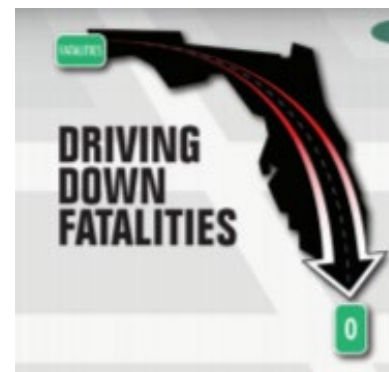 FATALITIES
DRIVING
DOWN
FATALITIES
0